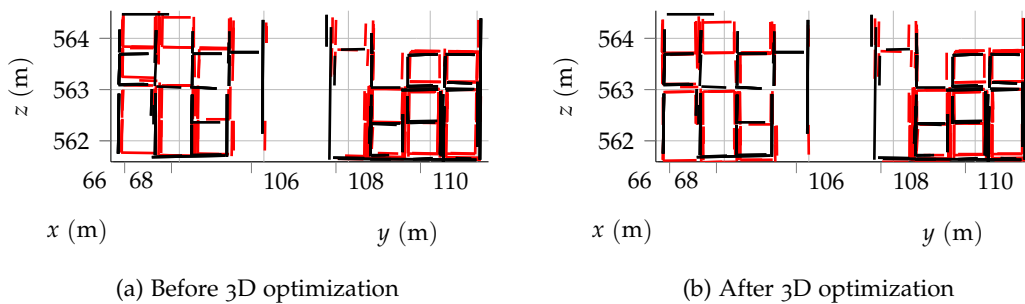 564
563
562
z (m)
66 68
106
108
110
x (m)
y (m)
(a) Before 3D optimization
564
563
562
z (m)
66 68
106
108
110
x (m)
y (m)
(b) After 3D optimization